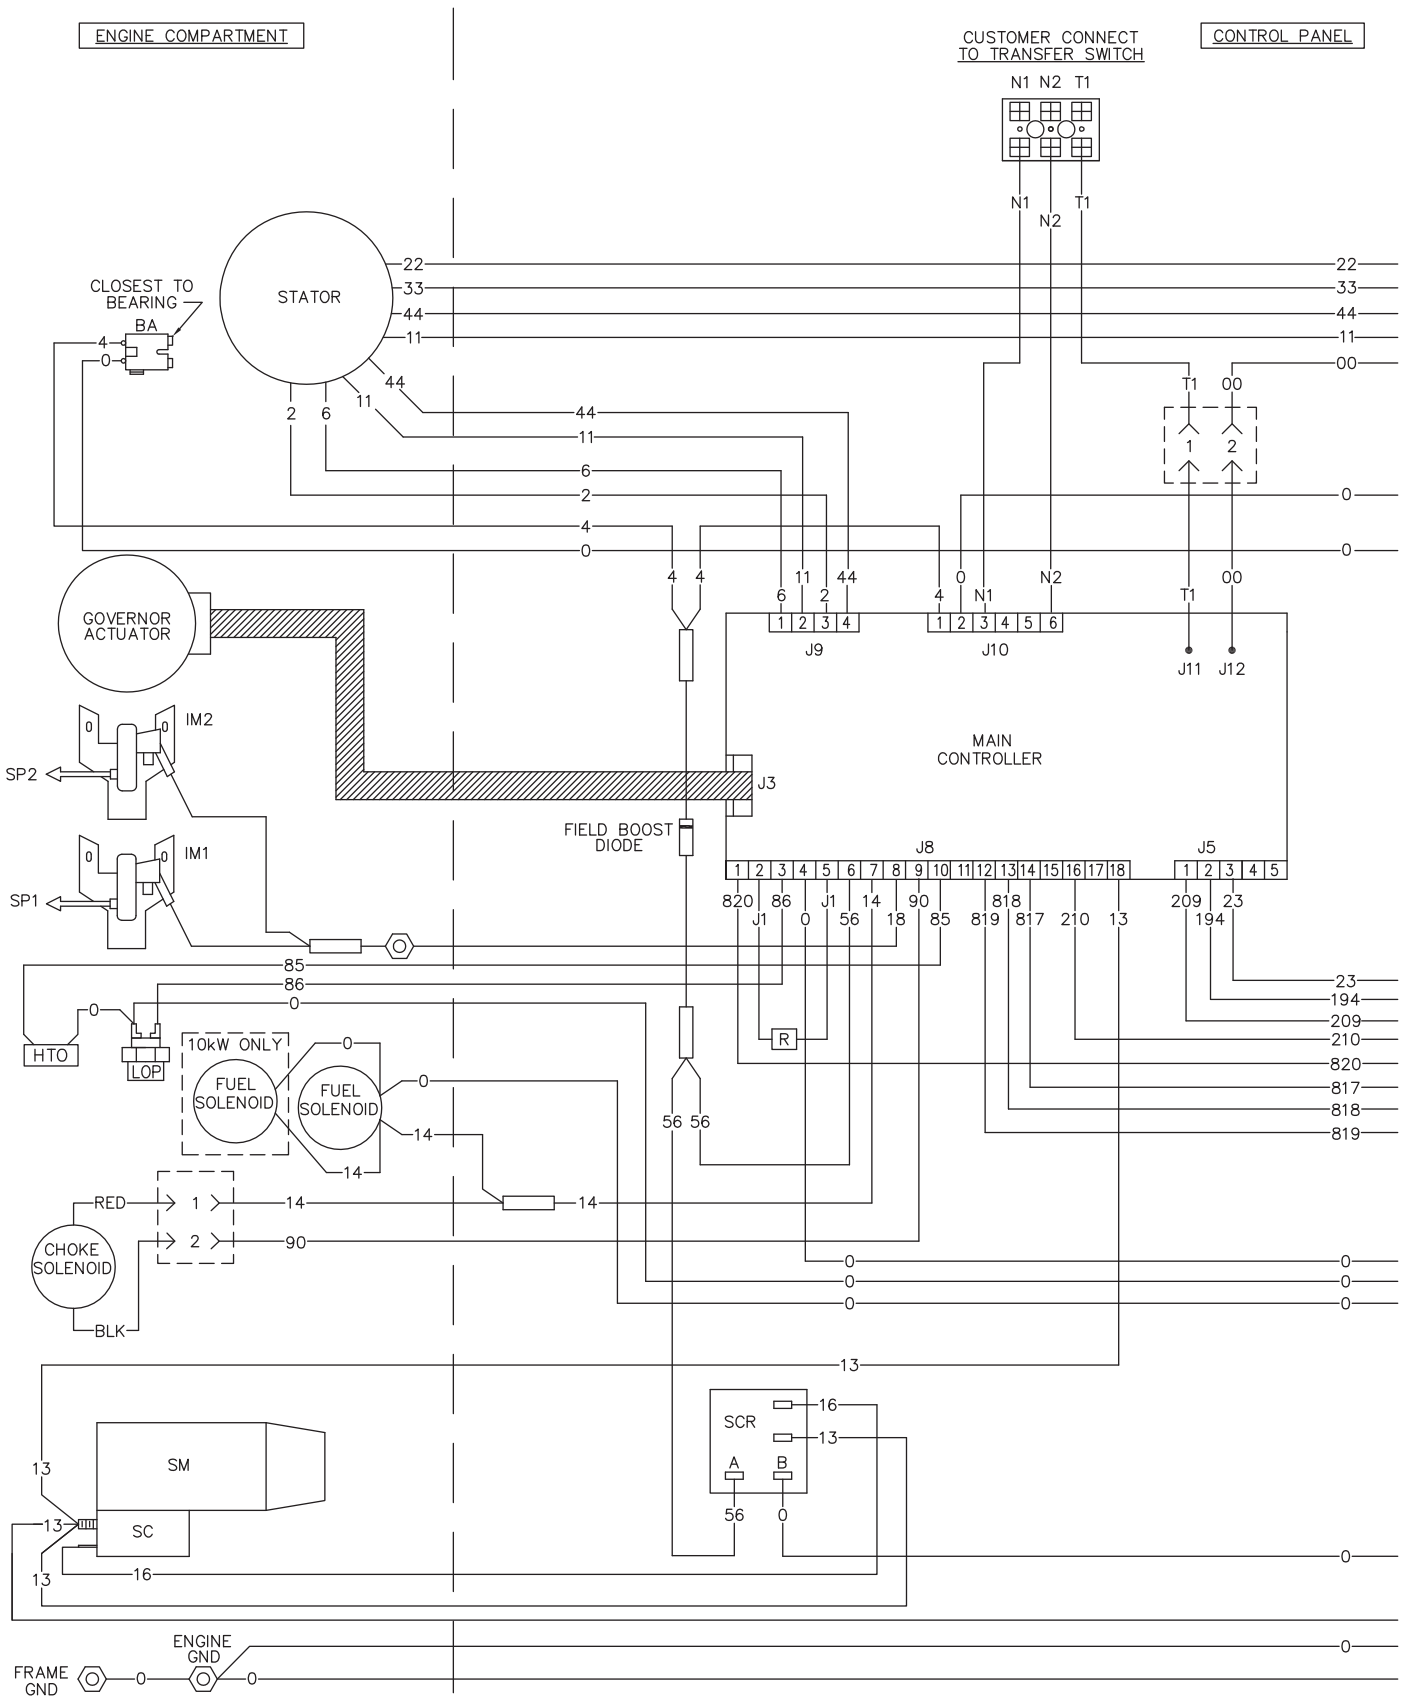 ENGINE COMPARTMENT
CUSTOMER CONNECT
TO TRANSFER SWITCH
CONTROL PANEL
N1 N2 T1
N1
N2
T1
STATOR
22
22
33
33
44
44
11
11
00
CLOSEST TO
BEARING
BA
4
0
2
6
11
44
44
11
6
2
4
0
T1
00
1
2
0
0
4
4
6
11
2
44
4
0
N1
N2
T1
00
1 2 3 4
J9
1 2 3 4 5 6
J10
J11
J12
GOVERNOR
ACTUATOR
IM2
SP2
MAIN
CONTROLLER
J3
FIELD BOOST
DIODE
IM1
SP1
J8
J5
1 2 3 4 5 6 7 8 9 10 11 12 13 14 15 16 17 18
1 2 3 4 5
820
J1
86
0
J1
56
14
18
90
85
819
818
817
210
13
209
194
23
85
86
0
0
HTO
LOP
R
23
194
209
210
820
817
818
819
10kW ONLY
FUEL
SOLENOID
FUEL
SOLENOID
0
0
14
14
56
56
RED
1
14
14
2
90
CHOKE
SOLENOID
BLK
0
0
0
0
0
0
13
SCR
16
13
A
B
56
0
0
SM
SC
13
13
13
16
0
ENGINE
GND
FRAME
GND
0
0